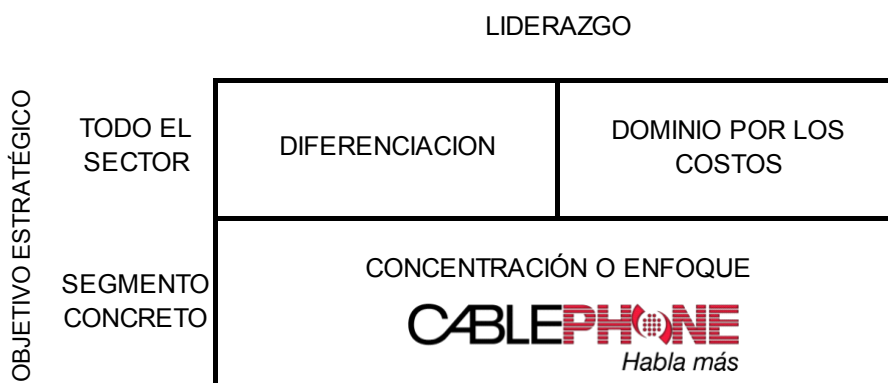 LIDERAZGO
OBJETIVO ESTRATÉGICO
TODO EL
SECTOR
DIFERENCIACION
DOMINIO POR LOS
COSTOS
SEGMENTO
CONCRETO
CONCENTRACIÓN O ENFOQUE
CABLEPHONE
Habla más